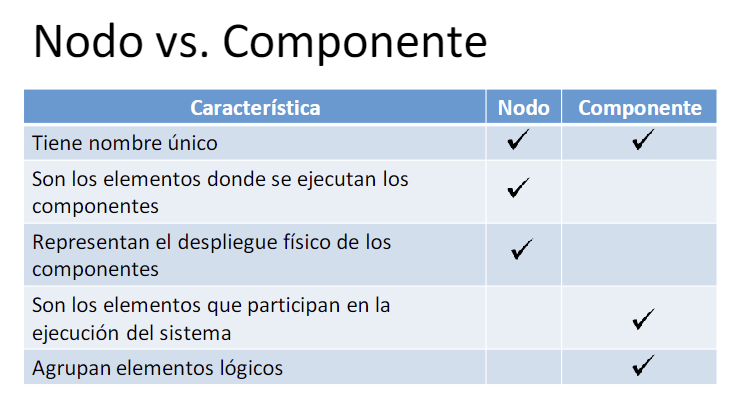 Nodo vs. Componente
Característica Nodo Componente
Tiene nombre único ✓ ✓
Son los elementos donde se ejecutan los
componentes ✓
Representan el despliegue físico de los
componentes ✓
Son los elementos que participan en la
ejecución del sistema ✓
Agrupan elementos lógicos ✓